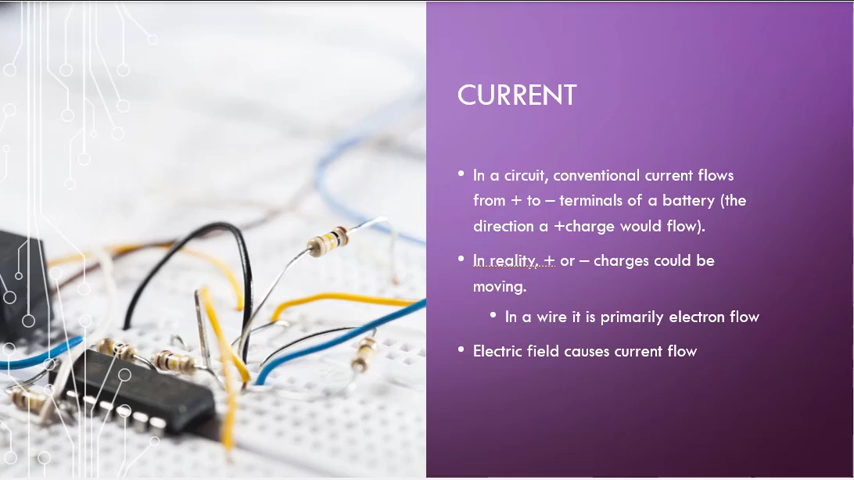 CURRENT
• In a circuit, conventional current flows
from + to – terminals of a battery (the
direction a +charge would flow).
• In reality, + or – charges could be
moving.
• In a wire it is primarily electron flow
• Electric field causes current flow